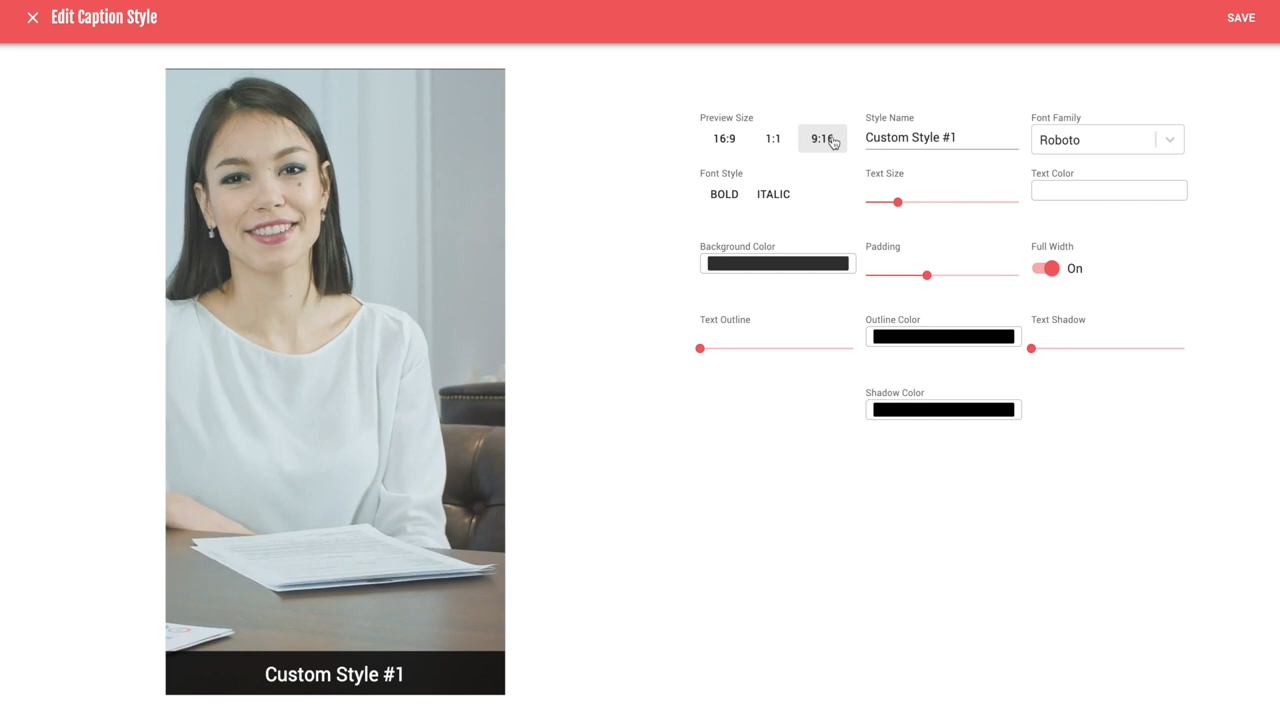 Edit Caption Style
SAVE
Preview Size
16:9 1:1
Style Name
Custom Style #1
Font Family
Roboto
Font Style
BOLD ITALIC
Text Size
Text Color
Background Color
Padding
Full Width
On
Text Outline
Outline Color
Text Shadow
Shadow Color
Custom Style #1